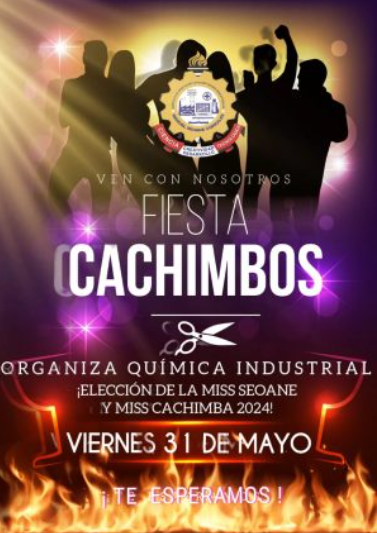 CIENCIA
VEN CON NOSOTROS
FIESTA
CACHIMBOS
ORGANIZA QUÍMICA INDUSTRIAL
¡ELECCIÓN DE LA MISS SEOANE
Y MISS CACHIMBA 2024!
VIERNES 31 DE MAYO
¡TE ESPERAMOS!